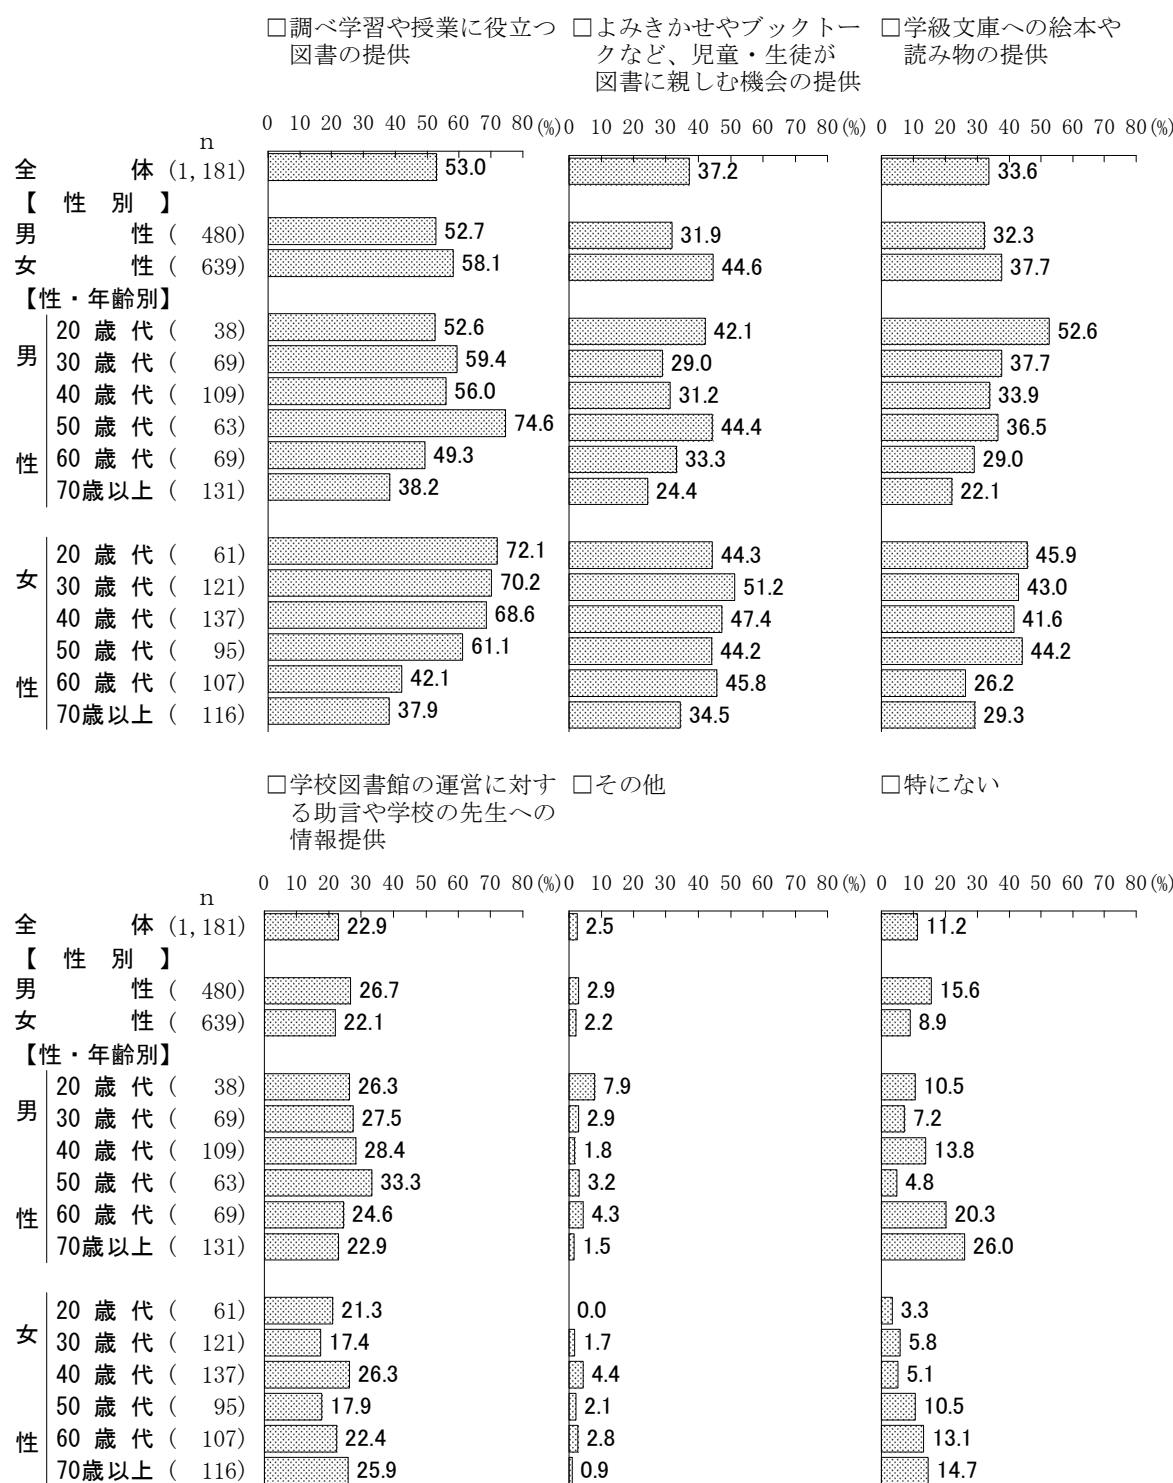 □調べ学習や授業に役立つ □よみきかせやブックトー □学級文庫への絵本や
図書の提供 クなど、児童・生徒が 読み物の提供
図書に親しむ機会の提供
0 10 20 30 40 50 60 70 80(%) 0 10 20 30 40 50 60 70 80(%) 0 10 20 30 40 50 60 70 80(%)
n
全 体 (1,181) 53.0 37.2 33.6
【 性 別 】
男 性 ( 480) 52.7 31.9 32.3
女 性 ( 639) 58.1 44.6 37.7
【性・年齢別】
20 歳 代 ( 38) 52.6 42.1 52.6
男 30 歳 代 ( 69) 59.4 29.0 37.7
40 歳 代 ( 109) 56.0 31.2 33.9
50 歳 代 ( 63) 74.6 44.4 36.5
性 60 歳 代 ( 69) 49.3 33.3 29.0
70歳以上 ( 131) 38.2 24.4 22.1
20 歳 代 ( 61) 72.1 44.3 45.9
女 30 歳 代 ( 121) 70.2 51.2 43.0
40 歳 代 ( 137) 68.6 47.4 41.6
50 歳 代 ( 95) 61.1 44.2 44.2
性 60 歳 代 ( 107) 42.1 45.8 26.2
70歳以上 ( 116) 37.9 34.5 29.3
□学校図書館の運営に対す □その他 □特にない
る助言や学校の先生への
情報提供
0 10 20 30 40 50 60 70 80(%) 0 10 20 30 40 50 60 70 80(%) 0 10 20 30 40 50 60 70 80(%)
n
全 体 (1,181) 22.9 2.5 11.2
【 性 別 】
男 性 ( 480) 26.7 2.9 15.6
女 性 ( 639) 22.1 2.2 8.9
【性・年齢別】
20 歳 代 ( 38) 26.3 7.9 10.5
男 30 歳 代 ( 69) 27.5 2.9 7.2
40 歳 代 ( 109) 28.4 1.8 13.8
50 歳 代 ( 63) 33.3 3.2 4.8
性 60 歳 代 ( 69) 24.6 4.3 20.3
70歳以上 ( 131) 22.9 1.5 26.0
20 歳 代 ( 61) 21.3 0.0 3.3
女 30 歳 代 ( 121) 17.4 1.7 5.8
40 歳 代 ( 137) 26.3 4.4 5.1
50 歳 代 ( 95) 17.9 2.1 10.5
性 60 歳 代 ( 107) 22.4 2.8 13.1
70歳以上 ( 116) 25.9 0.9 14.7